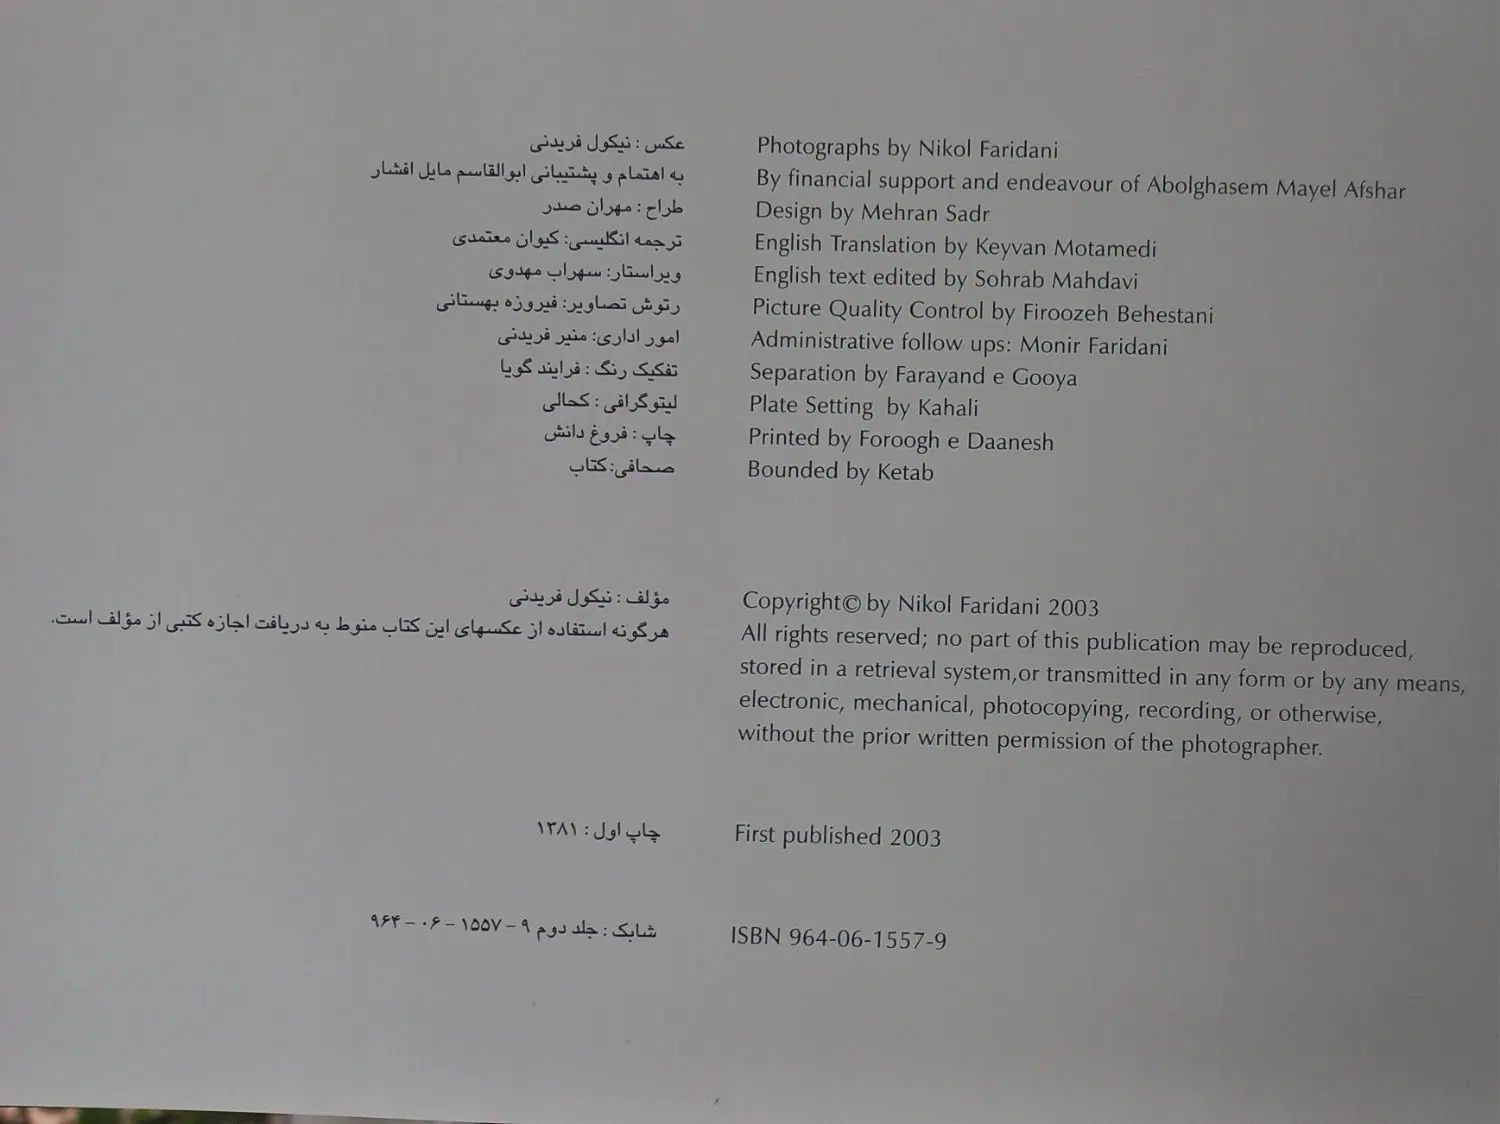 عکس : نیکول فریدنی
به اهتمام و پشتیبانی ابوالقاسم مایل افشار
طراح : مهران صدر
ترجمه انگلیسی: کیوان معتمدی
ویراستار: سهراب مهدوی
رتوش تصاویر: فیروزه بهستانی
امور اداری: منیر فریدنی
تفکیک رنگ : فرایند گویا
لیتوگرافی : کحالی
چاپ : فروغ دانش
صحافی: کتاب
مؤلف : نیکول فریدنی
هرگونه استفاده از عکسهای این کتاب منوط به دریافت اجازه کتبی از مؤلف است.
چاپ اول : ۱۳۸۱
شابک : جلد دوم ۹ – ۱۵۵۷ – ۰۶ – ۹۶۴
Photographs by Nikol Faridani
By financial support and endeavour of Abolghasem Mayel Afshar
Design by Mehran Sadr
English Translation by Keyvan Motamedi
English text edited by Sohrab Mahdavi
Picture Quality Control by Firoozeh Behestani
Administrative follow ups: Monir Faridani
Separation by Farayand e Gooya
Plate Setting by Kahali
Printed by Foroogh e Daanesh
Bounded by Ketab
Copyright© by Nikol Faridani 2003
All rights reserved; no part of this publication may be reproduced,
stored in a retrieval system,or transmitted in any form or by any means,
electronic, mechanical, photocopying, recording, or otherwise,
without the prior written permission of the photographer.
First published 2003
ISBN 964-06-1557-9